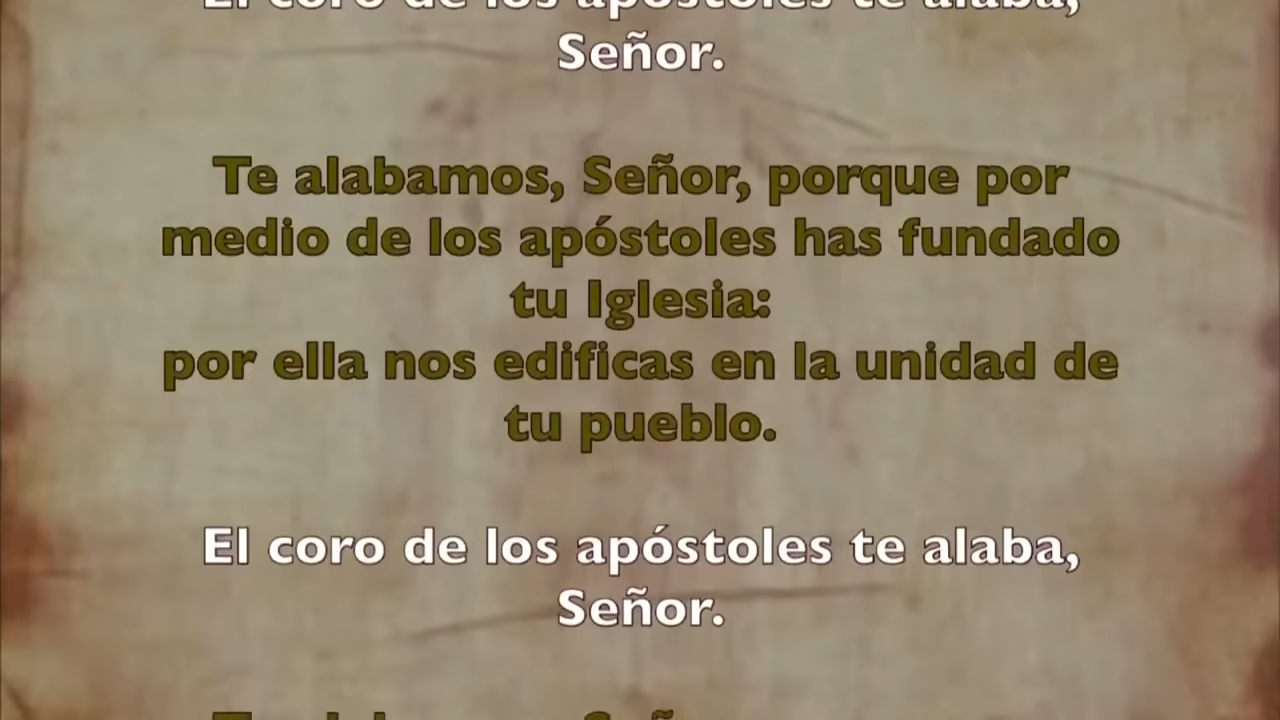 El coro de los apóstoles te alaba,
Señor.
Te alabamos, Señor, porque por
medio de los apóstoles has fundado
tu Iglesia:
por ella nos edificas en la unidad de
tu pueblo.
El coro de los apóstoles te alaba,
Señor.